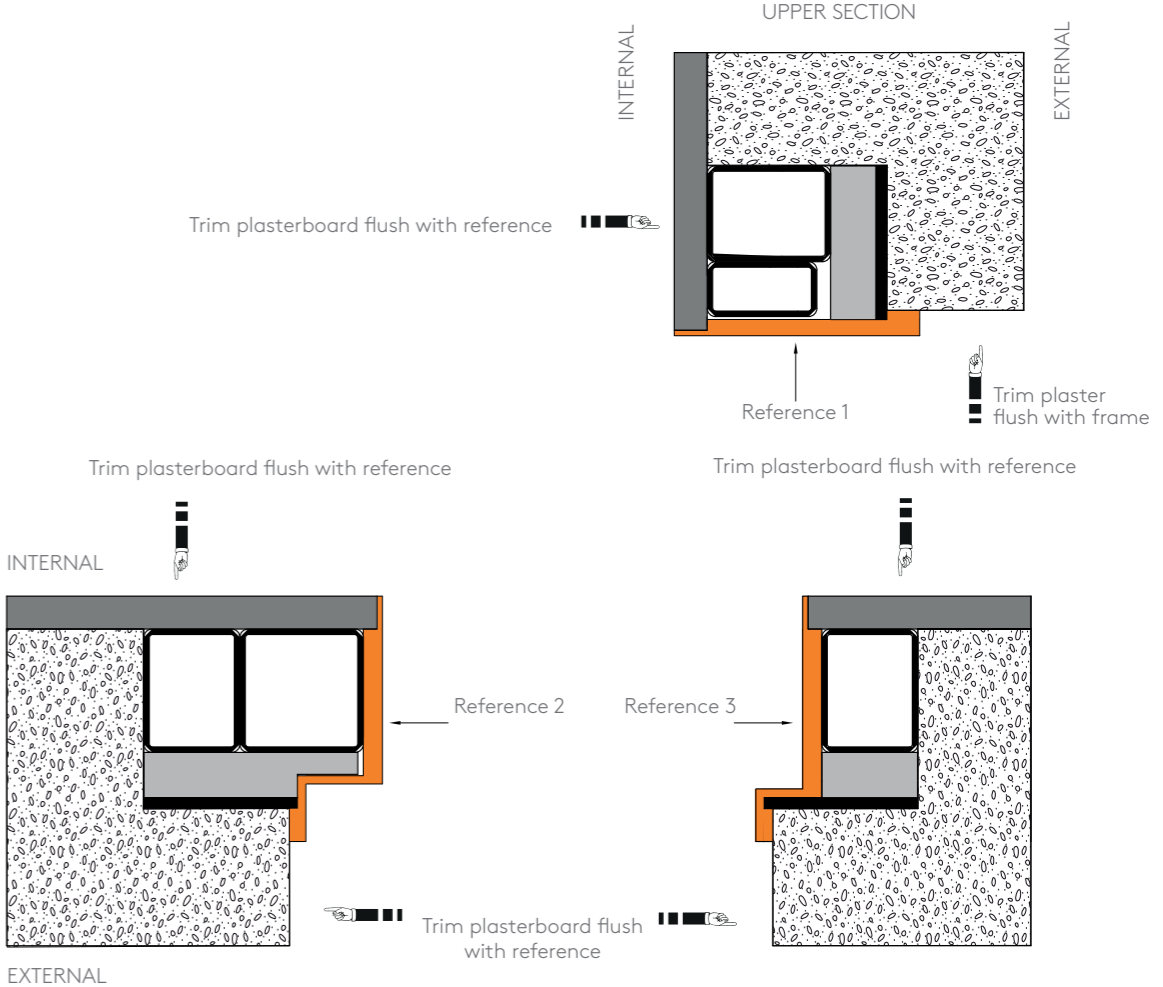 UPPER SECTION
INTERNAL
EXTERNAL
Trim plasterboard flush with reference
Reference 1
Trim plaster
flush with frame
Trim plasterboard flush with reference
Trim plasterboard flush with reference
INTERNAL
Reference 2
Reference 3
Trim plasterboard flush
with reference
EXTERNAL